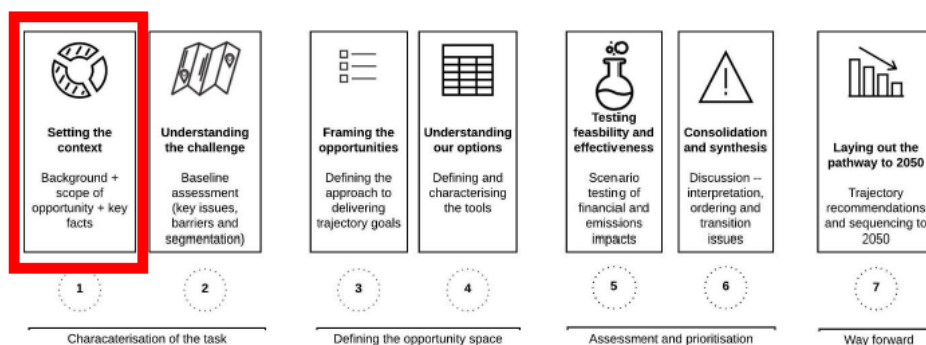 Setting the
context
Background +
scope of
opportunity + key
facts
Understanding
the challenge
Baseline
assessment
(key issues,
barriers and
segmentation)
Framing the
opportunities
Defining the
approach to
delivering
trajectory goals
Understanding
our options
Defining and
characterising
the tools
Testing
feasbility and
effectiveness
Scenario
testing of
financial and
emissions
impacts
Consolidation
and synthesis
Discussion --
interpretation,
ordering and
transition
issues
Laying out the
pathway to 2050
Trajectory
recommendations
and sequencing to
2050
1
2
3
4
5
6
7
Characaterisation of the task
Defining the opportunity space
Assessment and prioritisation
Way forward